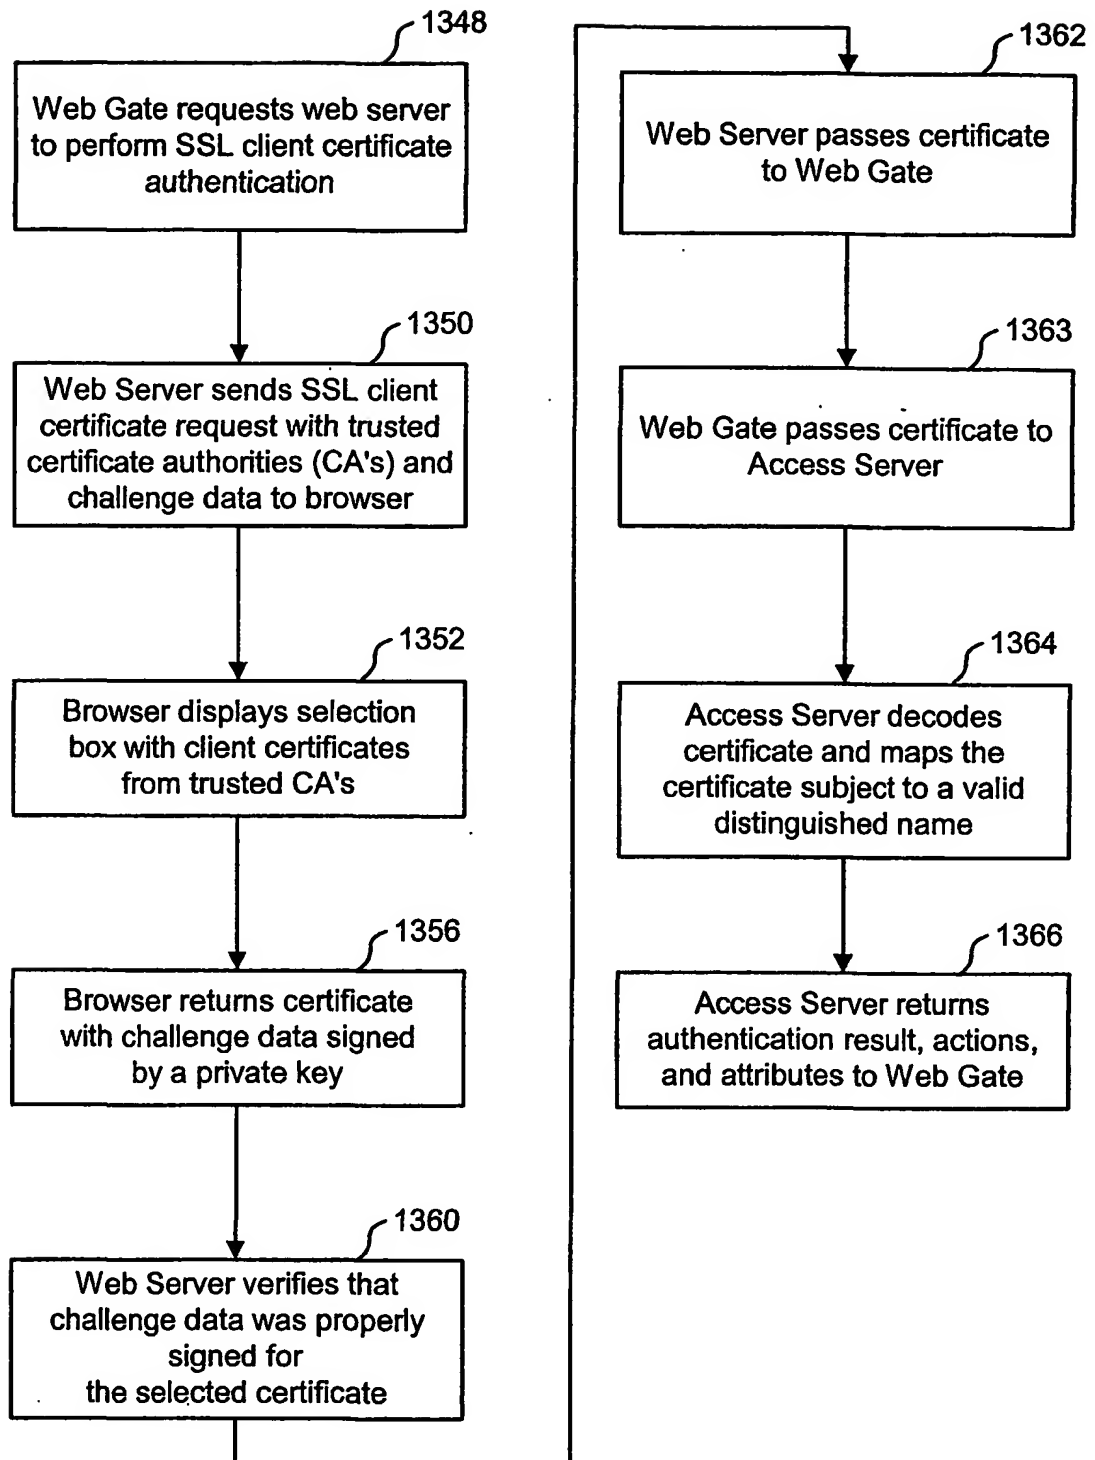 1348
Web Gate requests web server
to perform SSL client certificate
authentication
1350
Web Server sends SSL client
certificate request with trusted
certificate authorities (CA's) and
challenge data to browser
1352
Browser displays selection
box with client certificates
from trusted CA's
1356
Browser returns certificate
with challenge data signed
by a private key
1360
Web Server verifies that
challenge data was properly
signed for
the selected certificate
1362
Web Server passes certificate
to Web Gate
1363
Web Gate passes certificate to
Access Server
1364
Access Server decodes
certificate and maps the
certificate subject to a valid
distinguished name
1366
Access Server returns
authentication result, actions,
and attributes to Web Gate